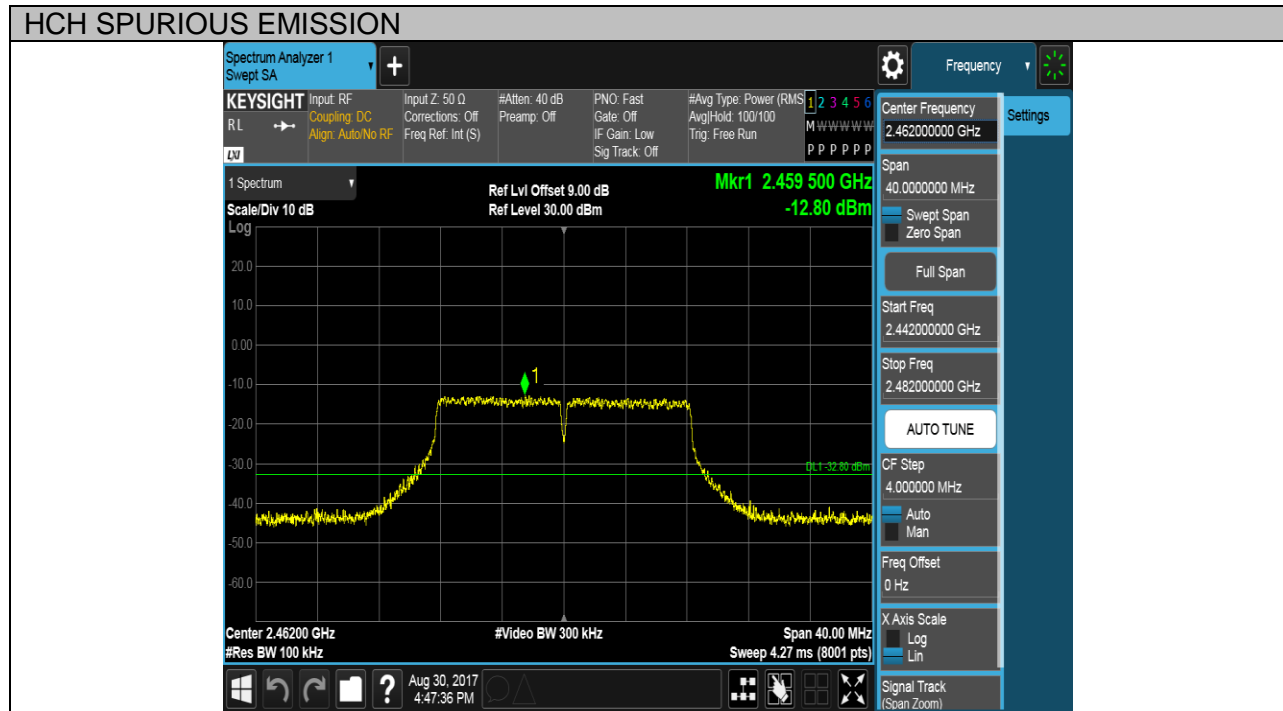 HCH SPURIOUS EMISSION
Spectrum Analyzer 1
Swept SA
+
Frequency
KEYSIGHT
RL
LXI
Input: RF
Coupling: DC
Align: Auto/No RF
Input Z: 50 Ω
Corrections: Off
Freq Ref: Int (S)
#Atten: 40 dB
Preamp: Off
PNO: Fast
Gate: Off
IF Gain: Low
Sig Track: Off
#Avg Type: Power (RMS
Avg|Hold: 100/100
Trig: Free Run
1 2 3 4 5 6
M W W W W W
P P P P P P
Center Frequency
2.462000000 GHz
Settings
1 Spectrum
Ref Lvl Offset 9.00 dB
Mkr1 2.459 500 GHz
Scale/Div 10 dB
Ref Level 30.00 dBm
-12.80 dBm
Log
20.0
10.0
0.00
-10.0
-20.0
-30.0
-40.0
-50.0
-60.0
1
DL1 -32.80 dBm
Center 2.46200 GHz
#Video BW 300 kHz
Span 40.00 MHz
#Res BW 100 kHz
Sweep 4.27 ms (8001 pts)
Span
40.0000000 MHz
Swept Span
Zero Span
Full Span
Start Freq
2.442000000 GHz
Stop Freq
2.482000000 GHz
AUTO TUNE
CF Step
4.000000 MHz
Auto
Man
Freq Offset
0 Hz
X Axis Scale
Log
Lin
Signal Track
(Span Zoom)
?
Aug 30, 2017
4:47:36 PM